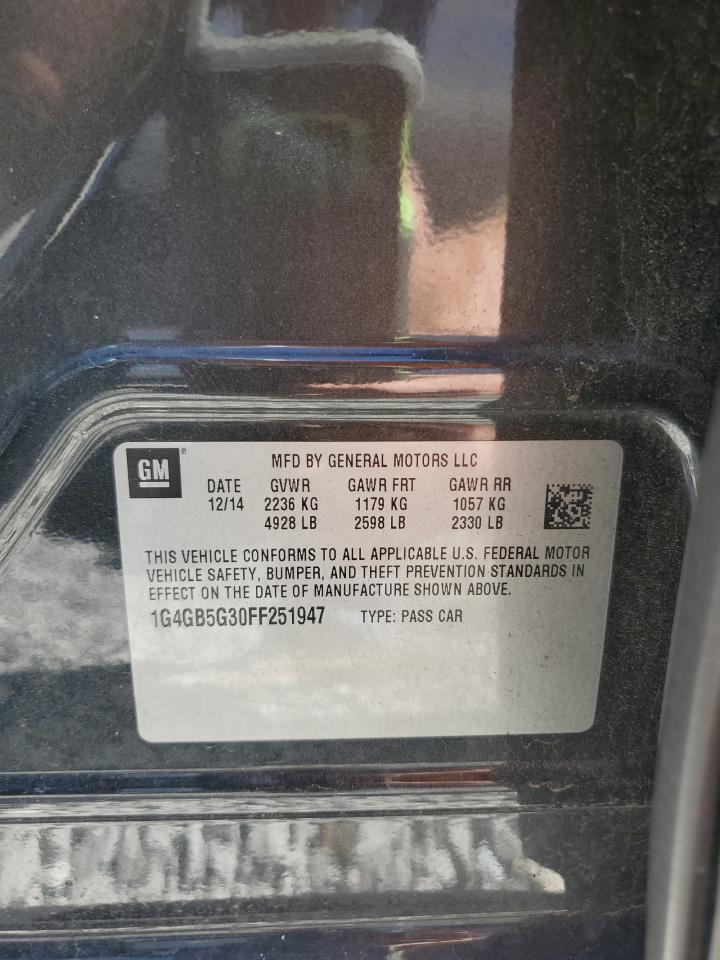 GM
MFD BY GENERAL MOTORS LLC
DATE GVWR GAWR FRT GAWR RR
12/14 2236 KG 1179 KG 1057 KG
4928 LB 2598 LB 2330 LB
THIS VEHICLE CONFORMS TO ALL APPLICABLE U.S. FEDERAL MOTOR
VEHICLE SAFETY, BUMPER, AND THEFT PREVENTION STANDARDS IN
EFFECT ON THE DATE OF MANUFACTURE SHOWN ABOVE.
1G4GB5G30FF251947 TYPE: PASS CAR